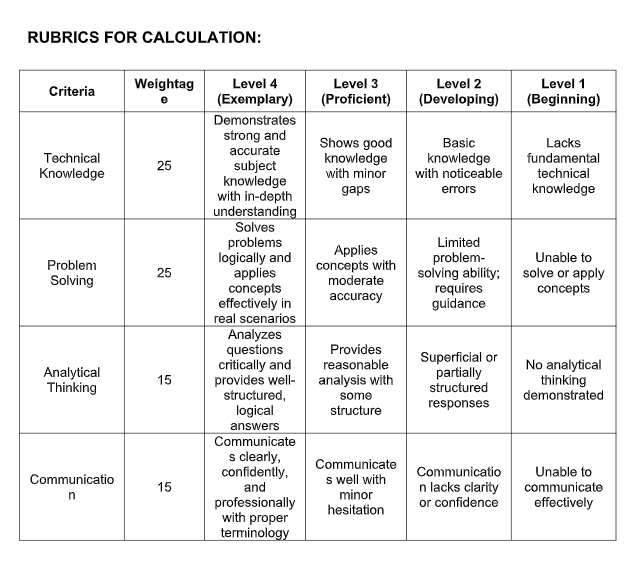 RUBRICS FOR CALCULATION:
Criteria
Weightag
e
Level 4
(Exemplary)
Level 3
(Proficient)
Level 2
(Developing)
Level 1
(Beginning)
Technical
Knowledge
25
Demonstrates
strong and
accurate
subject
knowledge
with in-depth
understanding
Shows good
knowledge
with minor
gaps
Basic
knowledge
with noticeable
errors
Lacks
fundamental
technical
knowledge
Problem
Solving
25
Solves
problems
logically and
applies
concepts
effectively in
real scenarios
Applies
concepts with
moderate
accuracy
Limited
problem-
solving ability;
requires
guidance
Unable to
solve or apply
concepts
Analytical
Thinking
15
Analyzes
questions
critically and
provides well-
structured,
logical
answers
Provides
reasonable
analysis with
some
structure
Superficial or
partially
structured
responses
No analytical
thinking
demonstrated
Communicatio
n
15
Communicate
s clearly,
confidently,
and
professionally
with proper
terminology
Communicate
s well with
minor
hesitation
Communicatio
n lacks clarity
or confidence
Unable to
communicate
effectively